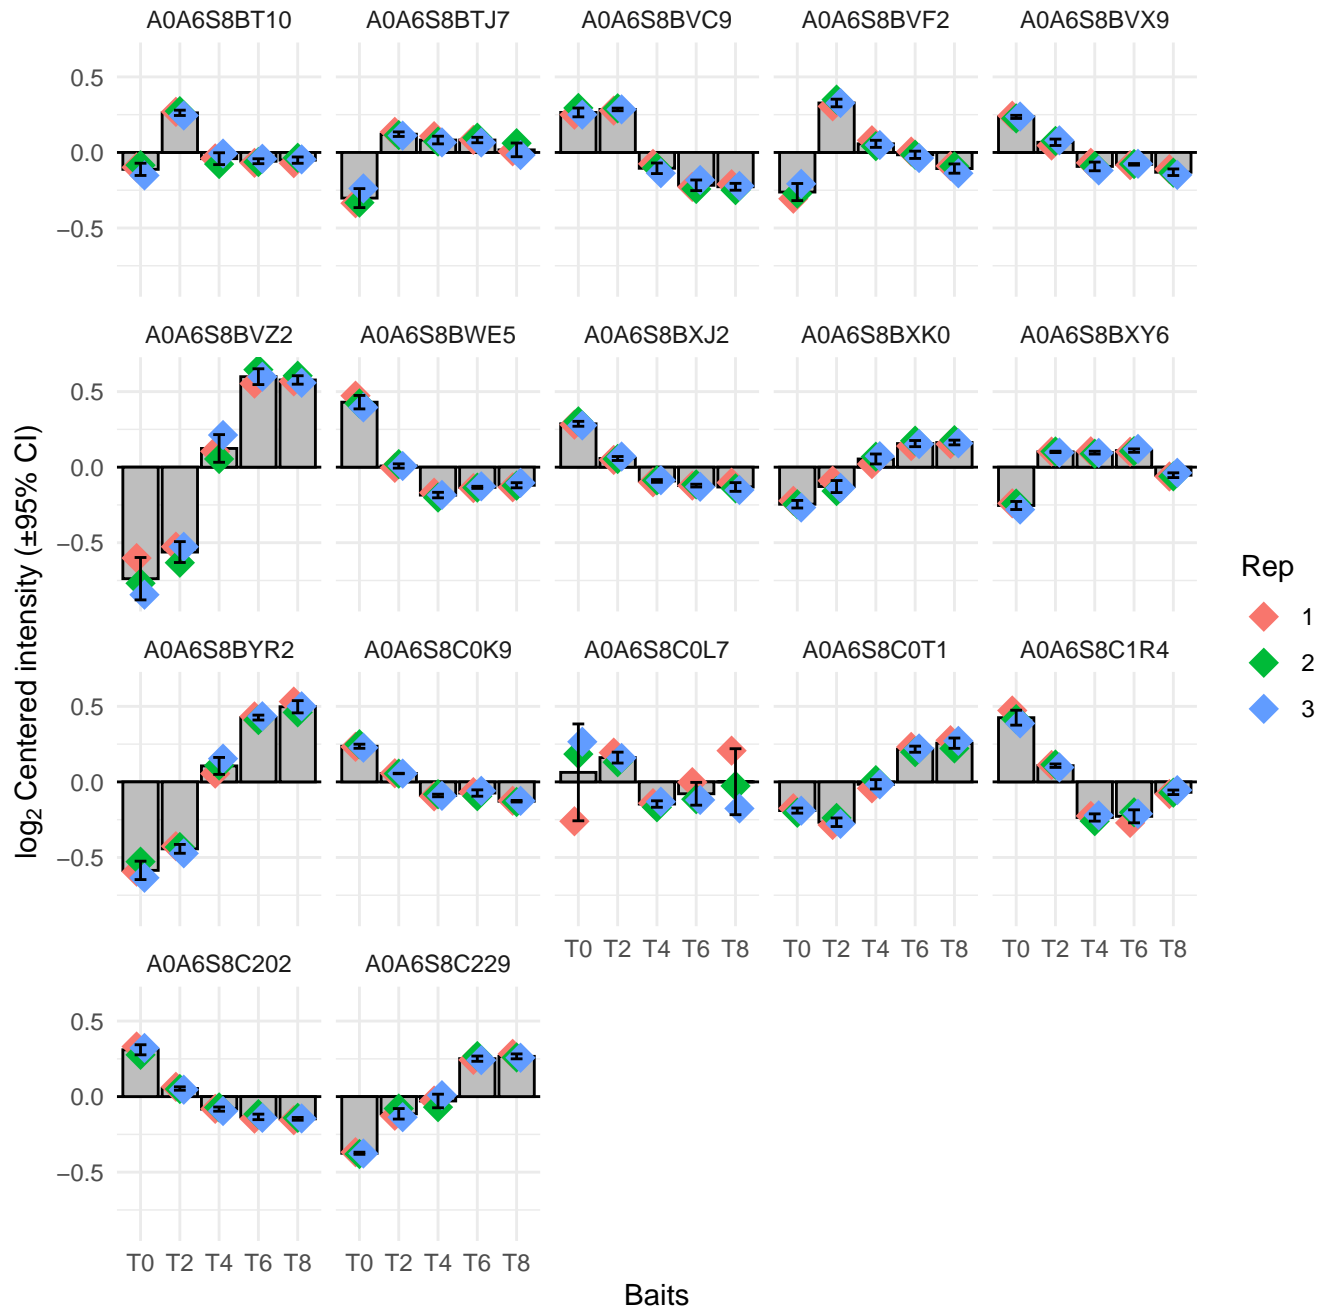 A0A6S8BT10 A0A6S8BTJ7 A0A6S8BVC9 A0A6S8BVF2 A0A6S8BVX9
0.5
0.0
−0.5
A0A6S8BVZ2 A0A6S8BWE5 A0A6S8BXJ2 A0A6S8BXK0 A0A6S8BXY6
0.5
0.0
−0.5
A0A6S8BYR2 A0A6S8C0K9 A0A6S8C0L7 A0A6S8C0T1 A0A6S8C1R4
0.5
0.0
−0.5
T0 T2 T4 T6 T8 T0 T2 T4 T6 T8 T0 T2 T4 T6 T8
A0A6S8C202 A0A6S8C229
0.5
0.0
−0.5
T0 T2 T4 T6 T8 T0 T2 T4 T6 T8
Baits
log2 Centered intensity (±95% CI)
Rep
1
2
3